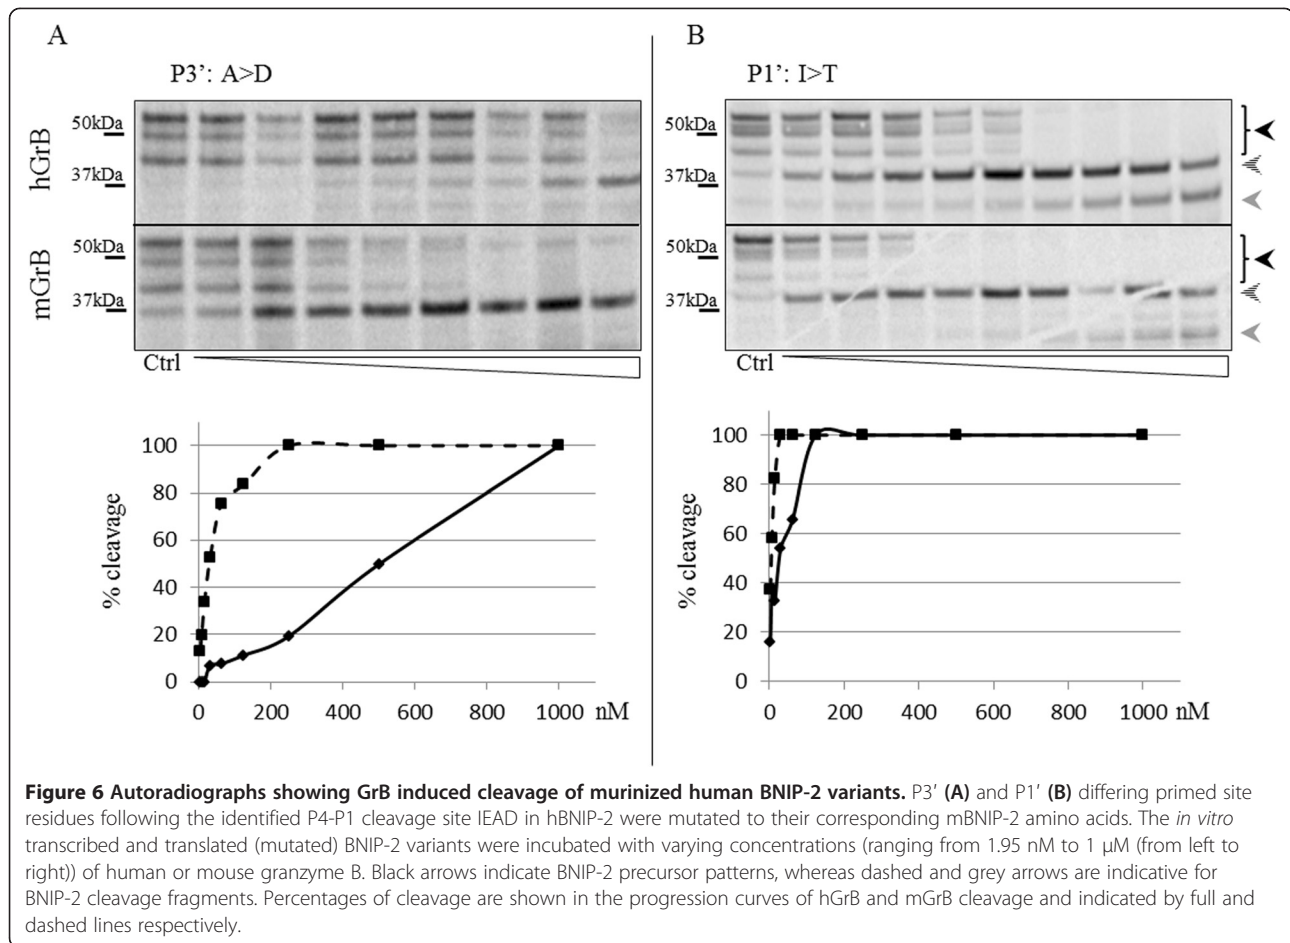 A
B
P3’: A>D
P1’: I>T
hGrB
50kDa
37kDa
50kDa
37kDa
mGrB
50kDa
37kDa
50kDa
37kDa
Ctrl
Ctrl
% cleavage
100
80
60
40
20
0
0 200 400 600 800 1000 nM
% cleavage
100
80
60
40
20
0
0 200 400 600 800 1000 nM
Figure 6 Autoradiographs showing GrB induced cleavage of murinized human BNIP-2 variants. P3′ (A) and P1′ (B) differing primed site
residues following the identified P4-P1 cleavage site IEAD in hBNIP-2 were mutated to their corresponding mBNIP-2 amino acids. The in vitro
transcribed and translated (mutated) BNIP-2 variants were incubated with varying concentrations (ranging from 1.95 nM to 1 μM (from left to
right)) of human or mouse granzyme B. Black arrows indicate BNIP-2 precursor patterns, whereas dashed and grey arrows are indicative for
BNIP-2 cleavage fragments. Percentages of cleavage are shown in the progression curves of hGrB and mGrB cleavage and indicated by full and
dashed lines respectively.